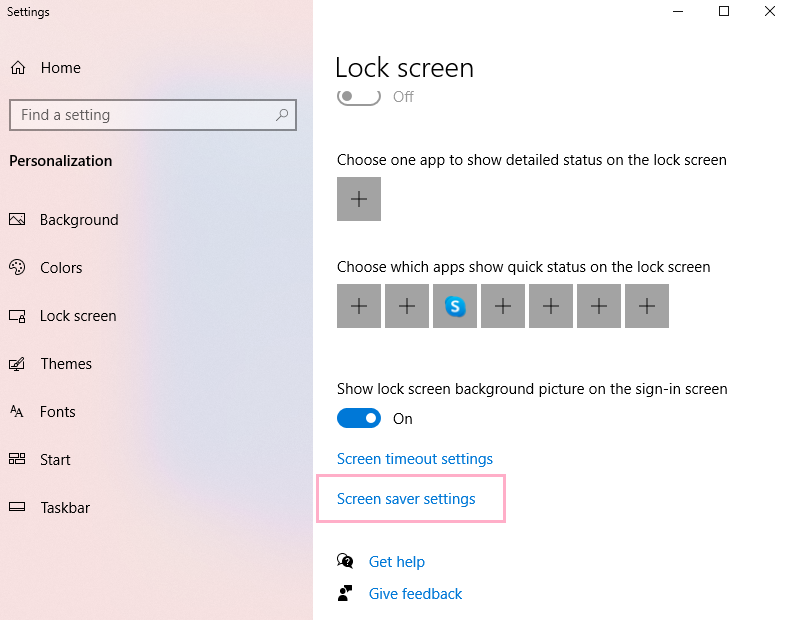 Settings
Home
Find a setting
Personalization
Background
Colors
Lock screen
Themes
Fonts
Start
Taskbar
Lock screen
Off
Choose one app to show detailed status on the lock screen
Choose which apps show quick status on the lock screen
S
Show lock screen background picture on the sign-in screen
On
Screen timeout settings
Screen saver settings
Get help
Give feedback